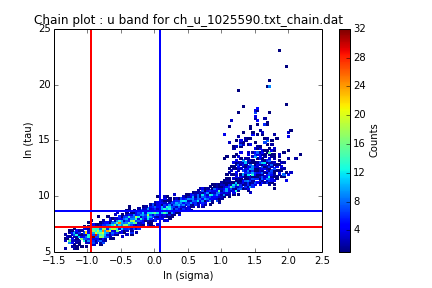 Chain plot : u band for ch_u_1025590.txt_chain.dat
25
20
15
10
5
ln (tau)
−1.5 −1.0 −0.5 0.0 0.5 1.0 1.5 2.0 2.5
ln (sigma)
32
28
24
20
16
12
8
4
Counts